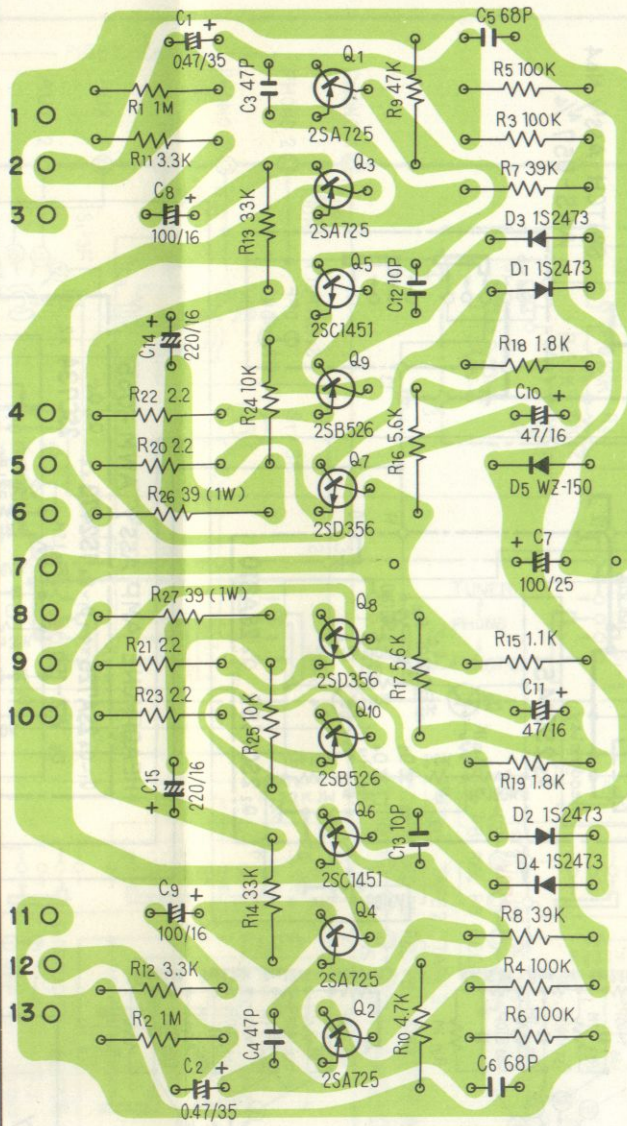 C1 +
0.47/35
C5 68P
C3 47P
Q1
2SA725
R9 47K
R5 100K
R1 1M
1
R3 100K
R11 3.3K
2
Q3
2SA725
R7 39K
C8 +
100/16
3
R13 33K
D3 1S2473
Q5
2SC1451
C12 10P
D1 1S2473
C14 +
220/16
R18 1.8K
Q9
2SB526
R24 10K
R22 2.2
4
R16 5.6K
C10 +
47/16
R20 2.2
5
Q7
2SD356
D5 WZ-150
R26 39 (1W)
6
7
+ C7
100/25
R27 39 (1W)
8
Q8
2SD356
R21 2.2
9
R17 5.6K
R15 1.1K
R23 2.2
10
R25 10K
Q10
2SB526
C11 +
47/16
R19 1.8K
+ C15
220/16
Q6
2SC1451
C13 10P
D2 1S2473
D4 1S2473
R14 33K
C9 +
100/16
11
Q4
2SA725
R8 39K
12
R12 3.3K
R4 100K
13
R2 1M
C4 47P
Q2
2SA725
R10 4.7K
R6 100K
C2 +
0.47/35
C6 68P